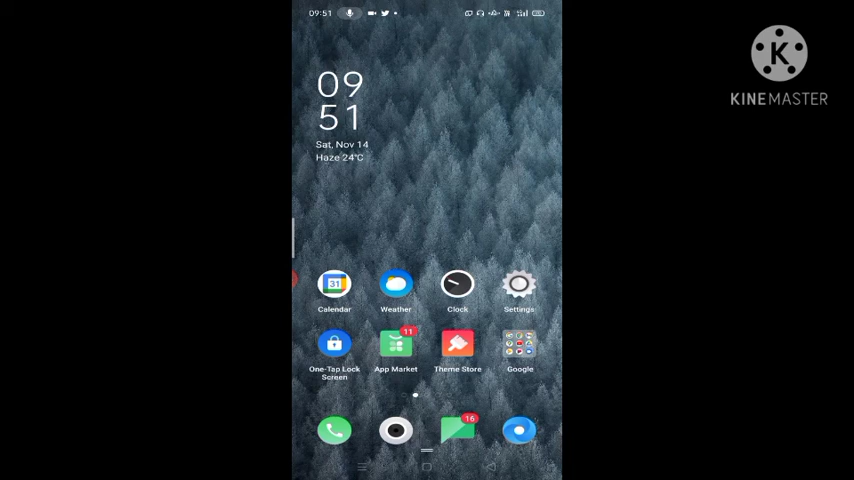 09:51
K
KINEMASTER
09
51
Sat, Nov 14
Haze 24°C
31
Calendar
Weather
Clock
Settings
11
One-Tap Lock
Screen
App Market
Theme Store
Google
16